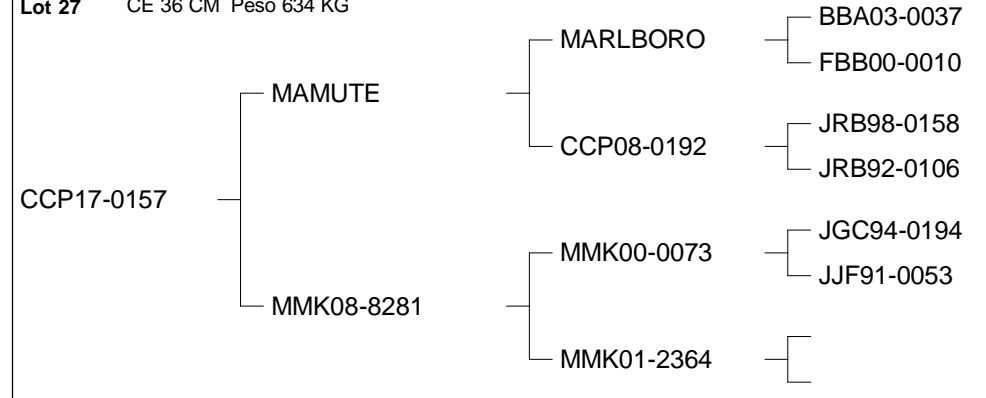 Lot 27 CE 36 CM Peso 634 KG
BBA03-0037
MARLBORO
FBB00-0010
MAMUTE
JRB98-0158
CCP08-0192
JRB92-0106
CCP17-0157
JGC94-0194
MMK00-0073
JJF91-0053
MMK08-8281
MMK01-2364